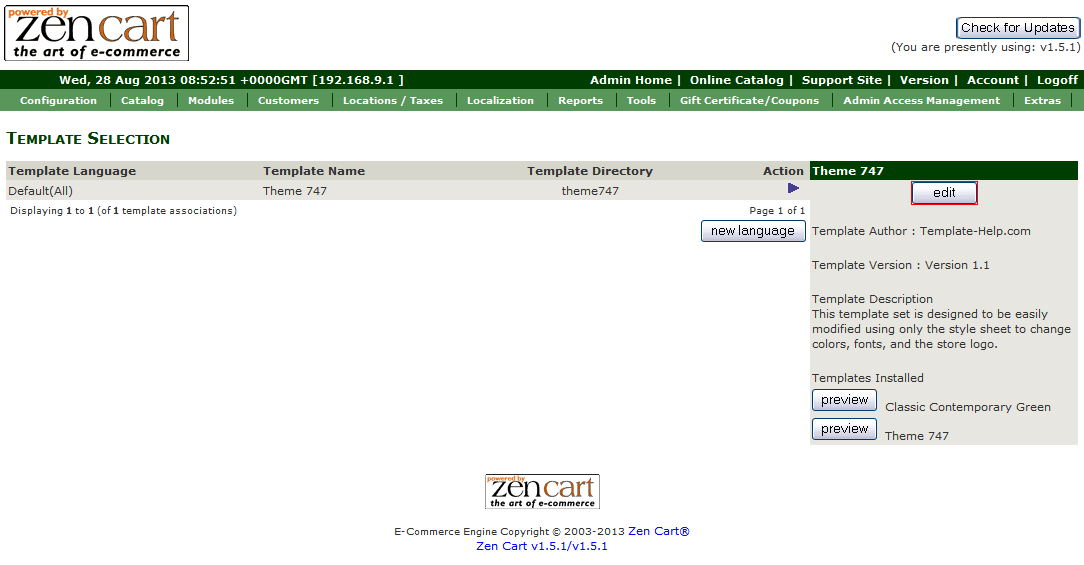 powered by
zen cart
the art of e-commerce
Check for Updates
(You are presently using: v1.5.1)
Wed, 28 Aug 2013 08:52:51 +0000GMT [192.168.9.1 ]
Admin Home | Online Catalog | Support Site | Version | Account | Logoff
Configuration | Catalog | Modules | Customers | Locations / Taxes | Localization | Reports | Tools | Gift Certificate/Coupons | Admin Access Management | Extras |
Template Selection
Template Language Template Name Template Directory Action
Default(All) Theme 747 theme747
Displaying 1 to 1 (of 1 template associations) Page 1 of 1
new language
Theme 747
edit
Template Author : Template-Help.com
Template Version : Version 1.1
Template Description
This template set is designed to be easily
modified using only the style sheet to change
colors, fonts, and the store logo.
Templates Installed
preview Classic Contemporary Green
preview Theme 747
powered by
zen cart
the art of e-commerce
E-Commerce Engine Copyright © 2003-2013 Zen Cart®
Zen Cart v1.5.1/v1.5.1